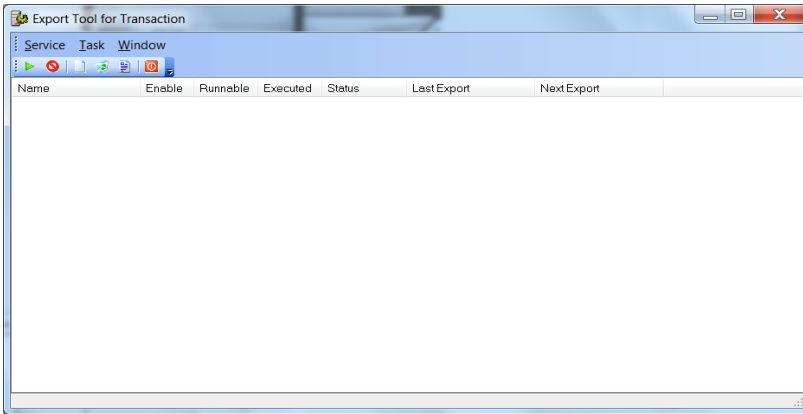 Export Tool for Transaction
Service Task Window
Name Enable Runnable Executed Status Last Export Next Export